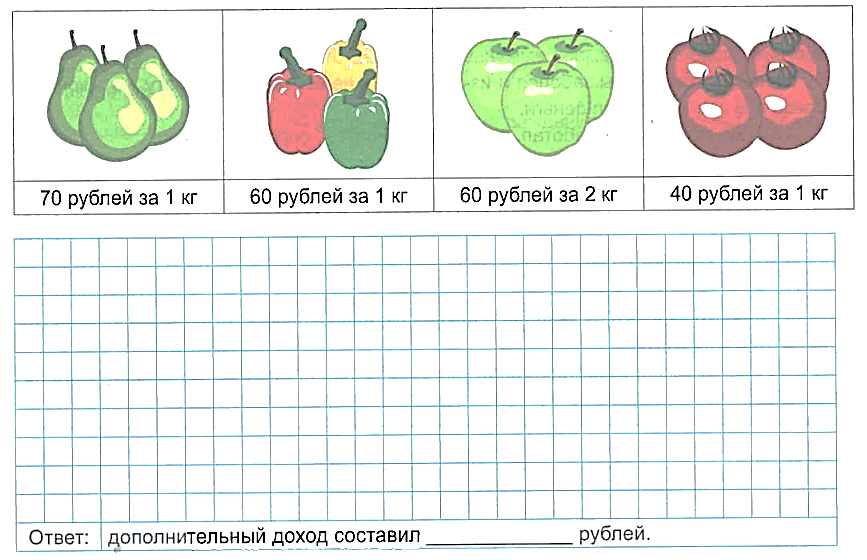 70 рублей за 1 кг
60 рублей за 1 кг
60 рублей за 2 кг
40 рублей за 1 кг
Ответ: дополнительный доход составил ______________ рублей.